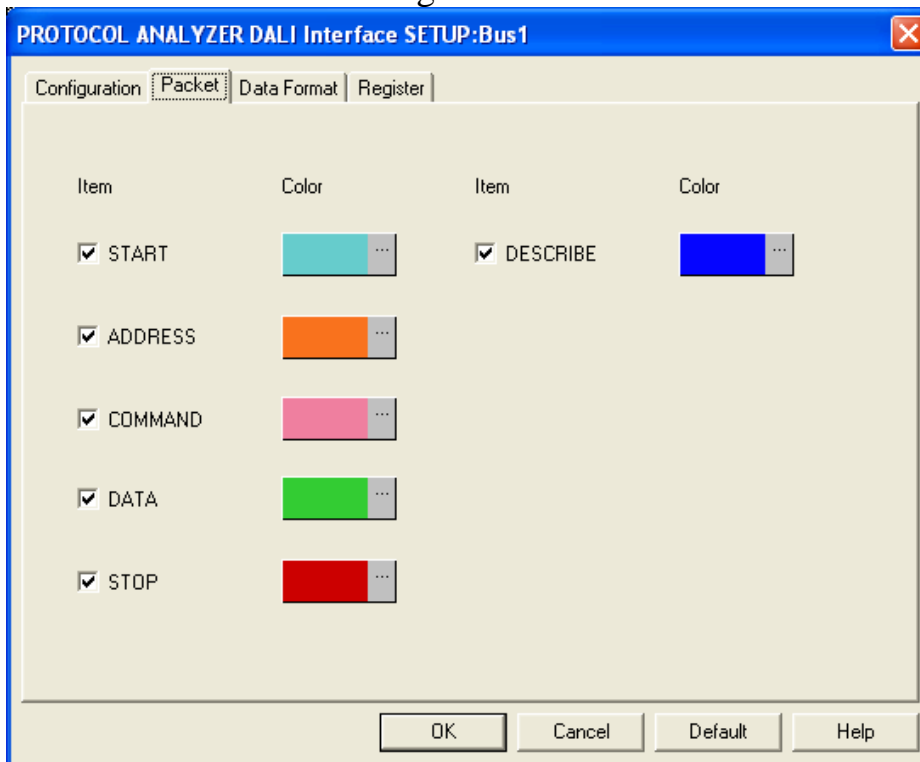 PROTOCOL ANALYZER DALI Interface SETUP:Bus1
Configuration Packet Data Format Register
Item Color Item Color
START ... DESCRIBE ...
ADDRESS ...
COMMAND ...
DATA ...
STOP ...
OK Cancel Default Help